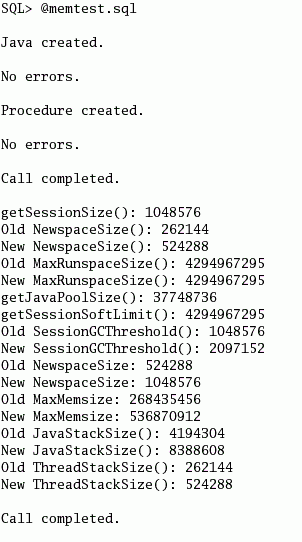 SQL> @memtest.sql
Java created.
No errors.
Procedure created.
No errors.
Call completed.
getSessionSize(): 1048576
Old NewspaceSize(): 262144
New NewspaceSize(): 524288
Old MaxRunspaceSize(): 4294967295
New MaxRunspaceSize(): 4294967295
getJavaPoolSize(): 37748736
getSessionSoftLimit(): 4294967295
Old SessionGCThreshold(): 1048576
New SessionGCThreshold(): 2097152
Old NewspaceSize: 524288
New NewspaceSize: 1048576
Old MaxMemsize: 268435456
New MaxMemsize: 536870912
Old JavaStackSize(): 4194304
New JavaStackSize(): 8388608
Old ThreadStackSize(): 262144
New ThreadStackSize(): 524288
Call completed.